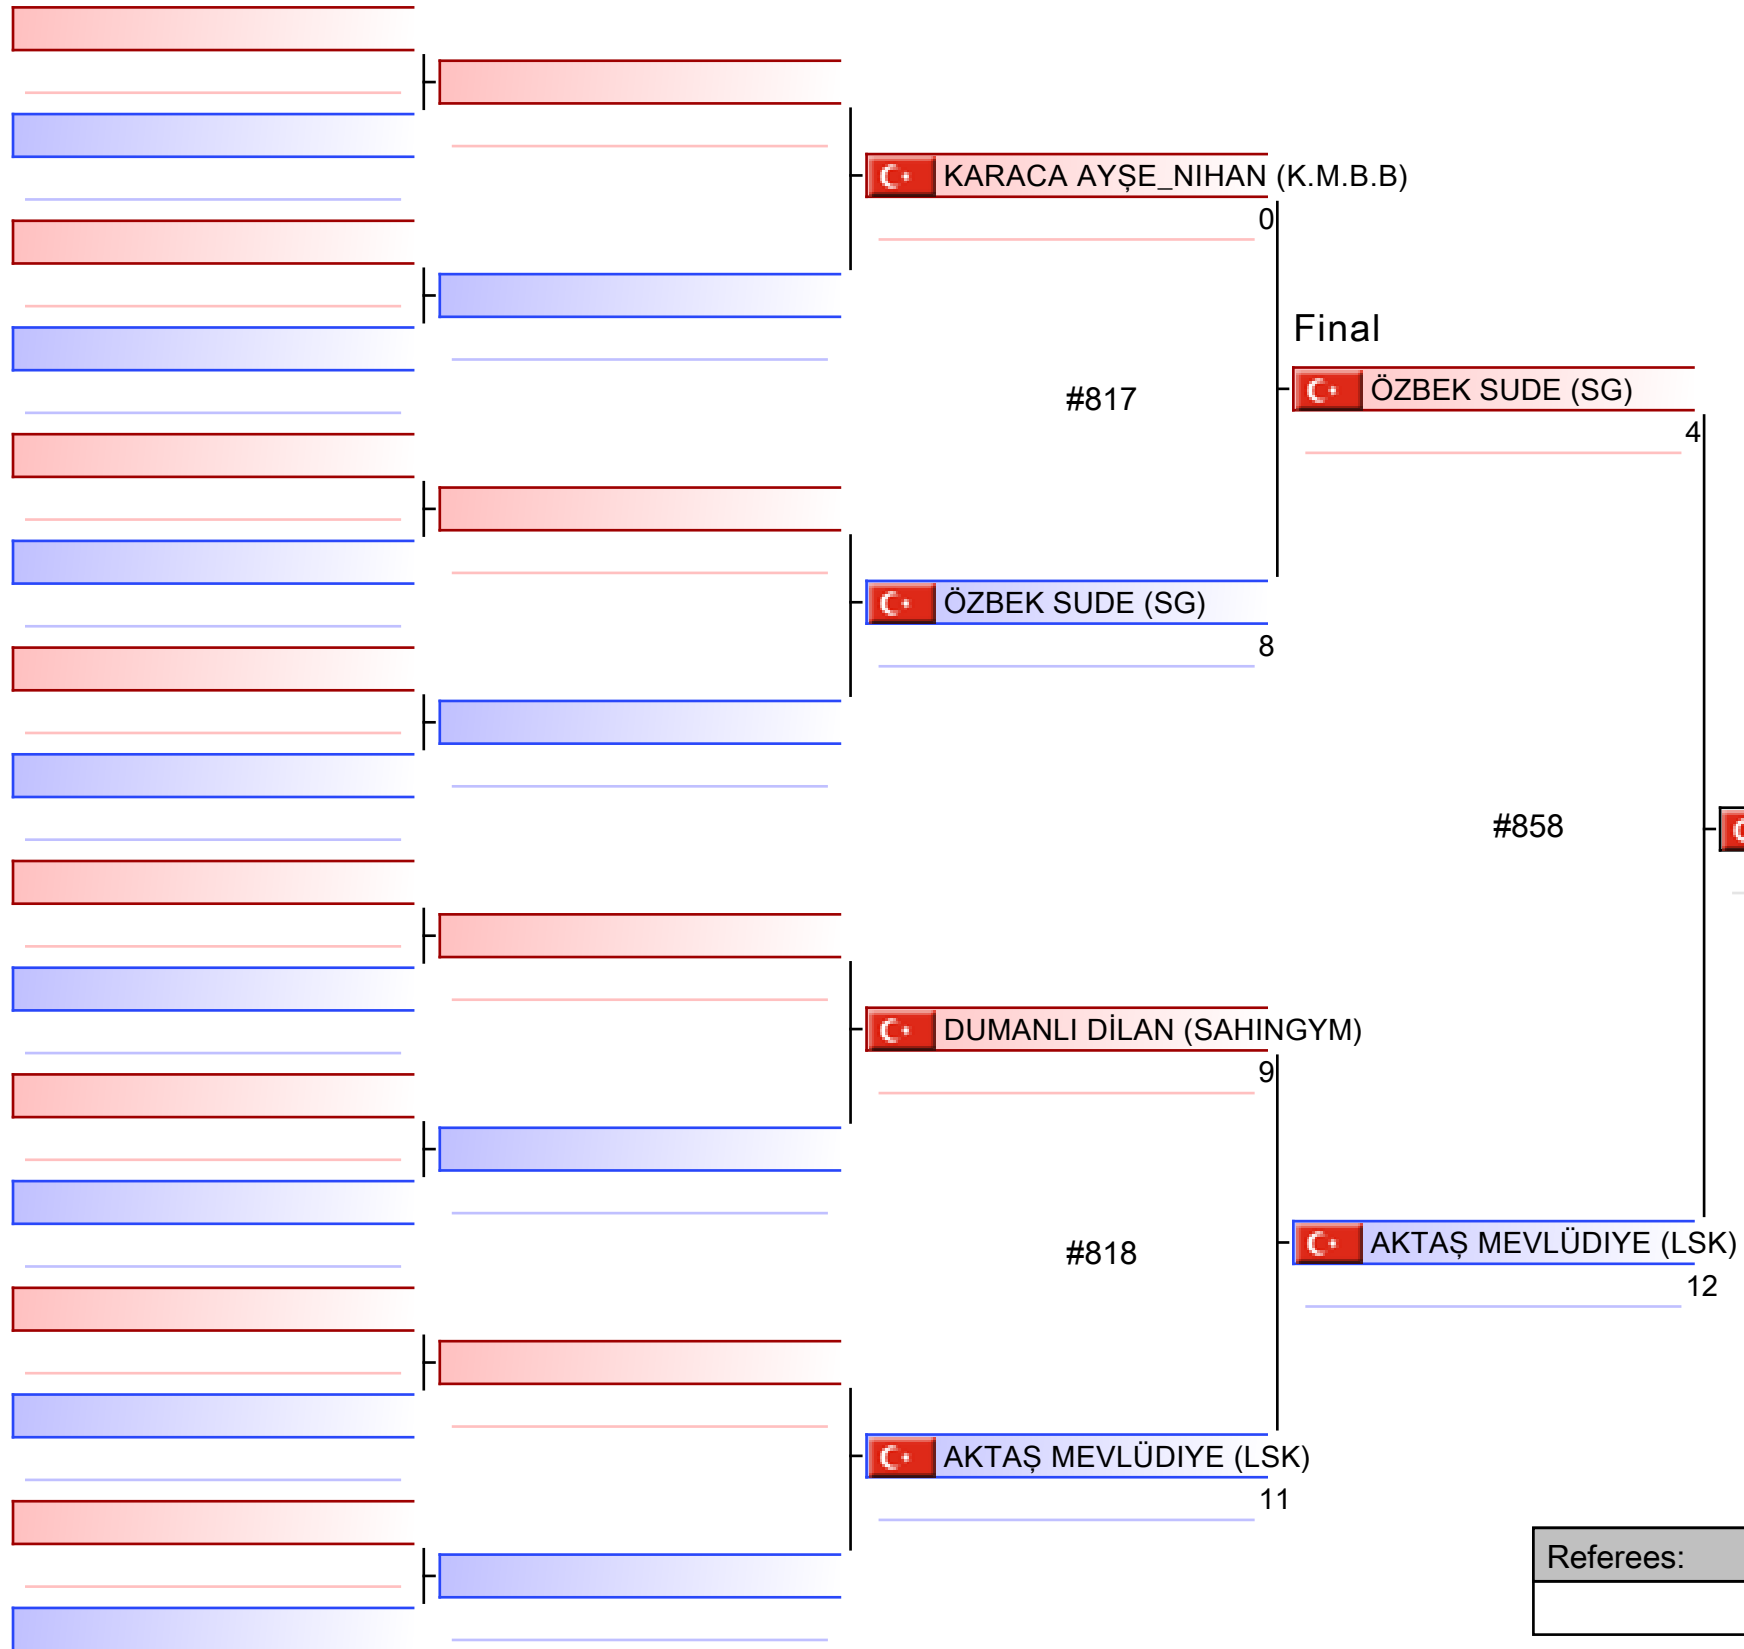 KARACA AYŞE_NIHAN (K.M.B.B)
0
Final
ÖZBEK SUDE (SG)
#817
4
ÖZBEK SUDE (SG)
8
#858
DUMANLI DİLAN (SAHINGYM)
9
AKTAŞ MEVLÜDIYE (LSK)
#818
12
AKTAŞ MEVLÜDIYE (LSK)
11
Referees: